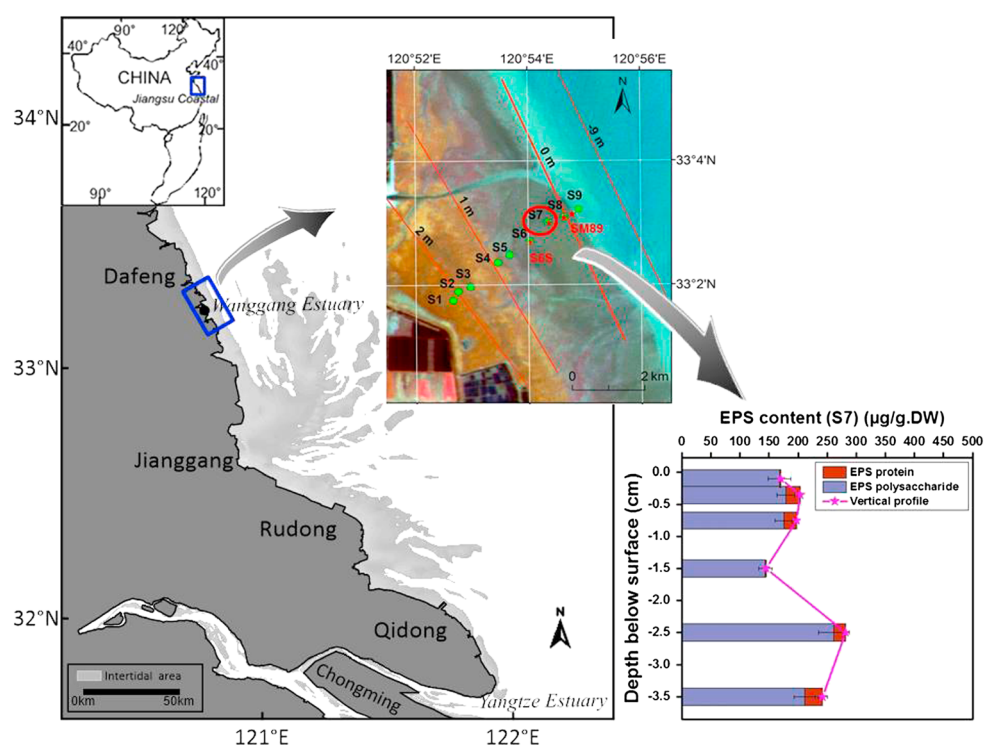 90° 120°
40°
CHINA
40°
Jiangsu Coastal
20°
20°
90° 120°
34°N
33°N
32°N
121°E 122°E
Dafeng
Wanggang Estuary
Jianggang
Rudong
Qidong
Chongming
Yangtze Estuary
N
Intertidal area
0km 50km
120°52'E 120°54'E 120°56'E
N
-9 m
0 m
33°4'N
1 m
2 m
S9
S8
S7
SM89
S6
S6S
S5
S4
S3
S2
S1
33°2'N
0 2 km
EPS content (S7) (µg/g.DW)
0 50 100 150 200 250 300 350 400 450 500
EPS protein
EPS polysaccharide
Vertical profile
Depth below surface (cm)
0.0
-0.5
-1.0
-1.5
-2.0
-2.5
-3.0
-3.5